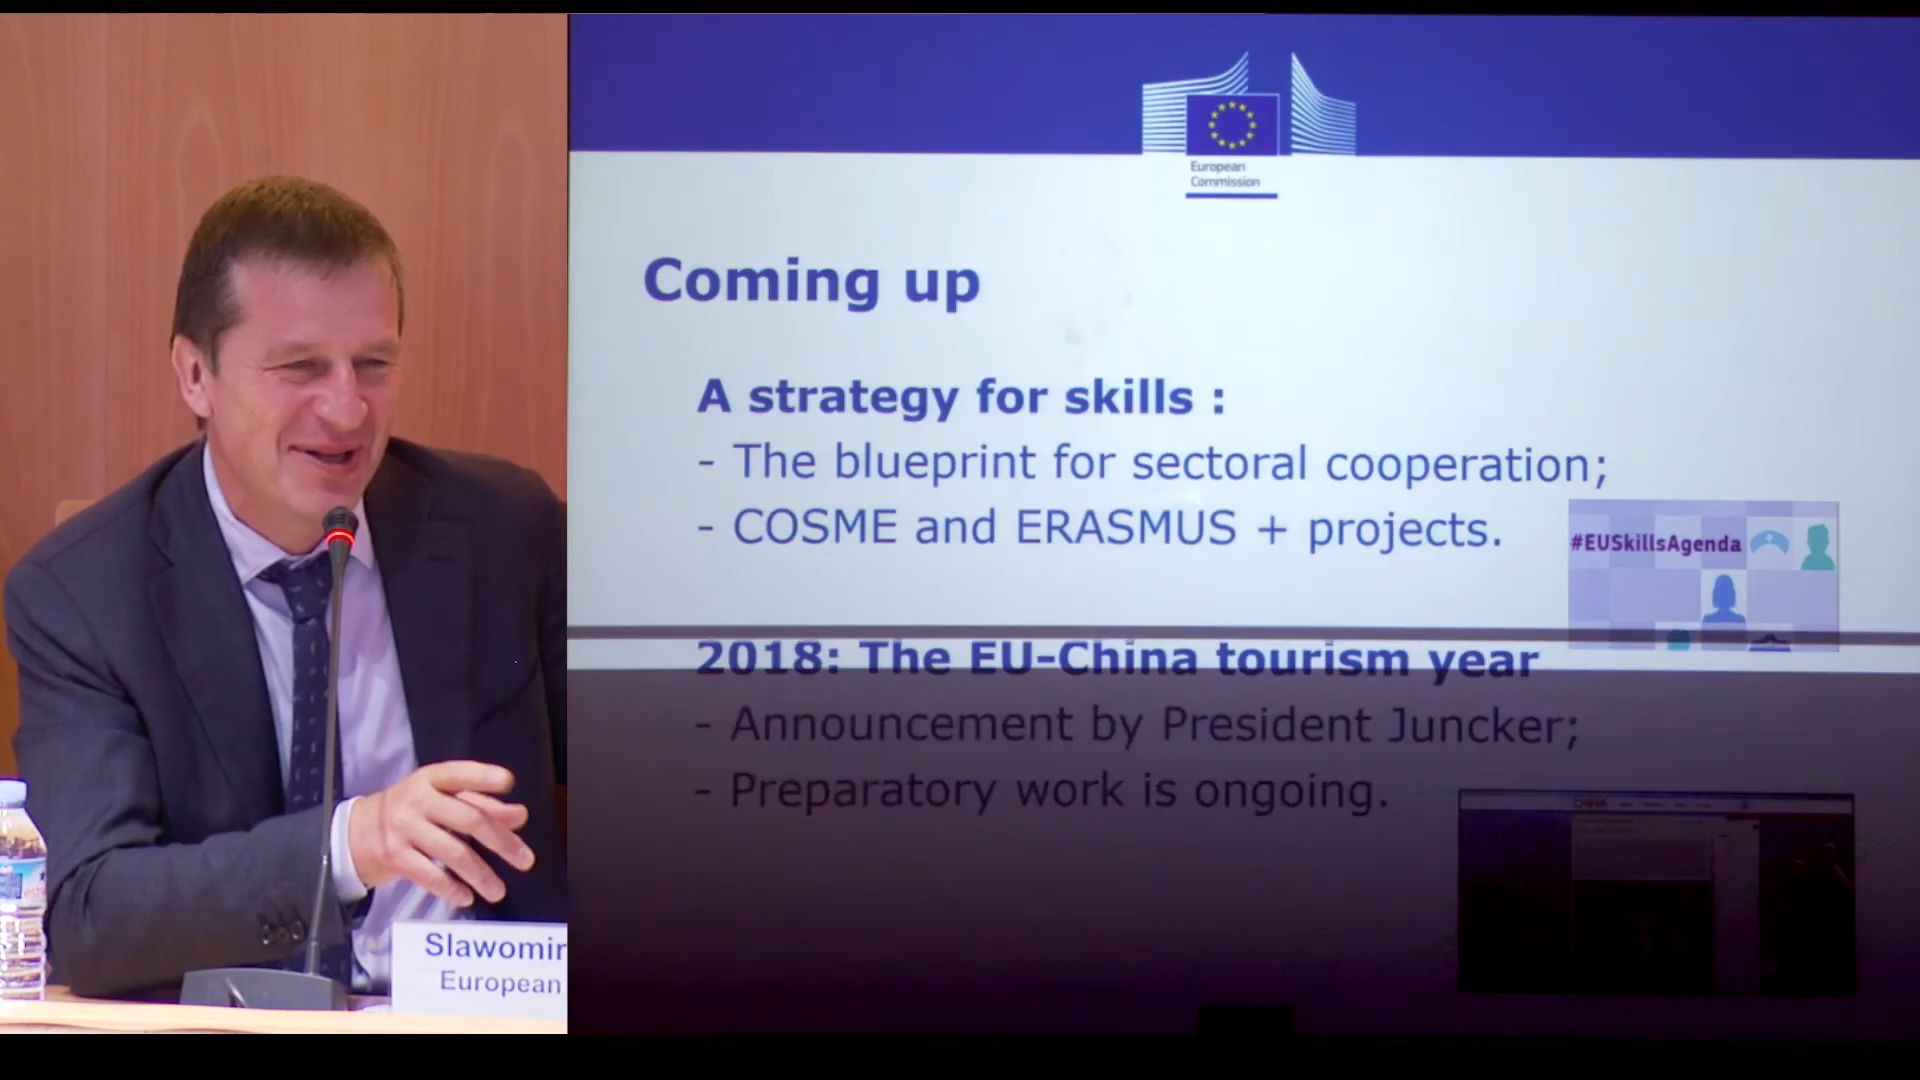 European
Commission
Coming up
A strategy for skills :
- The blueprint for sectoral cooperation;
- COSME and ERASMUS + projects.
#EUSkillsAgenda
2018: The EU-China tourism year
- Announcement by President Juncker;
- Preparatory work is ongoing.
Slawomir
European